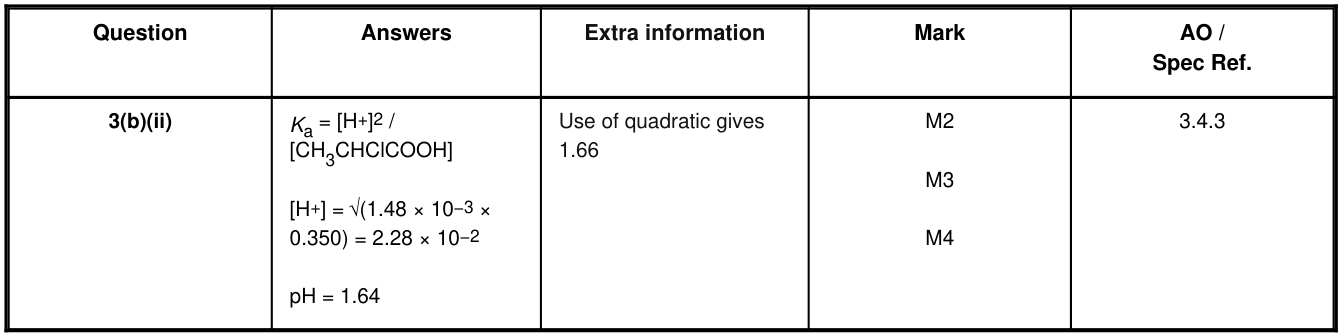 Question
Answers
Extra information
Mark
AO /
Spec Ref.
3(b)(ii)
Kₐ = [H⁺]² /
[CH₃CHClCOOH]
[H⁺] = √(1.48 × 10⁻³ ×
0.350) = 2.28 × 10⁻²
pH = 1.64
Use of quadratic gives
1.66
M2
M3
M4
3.4.3